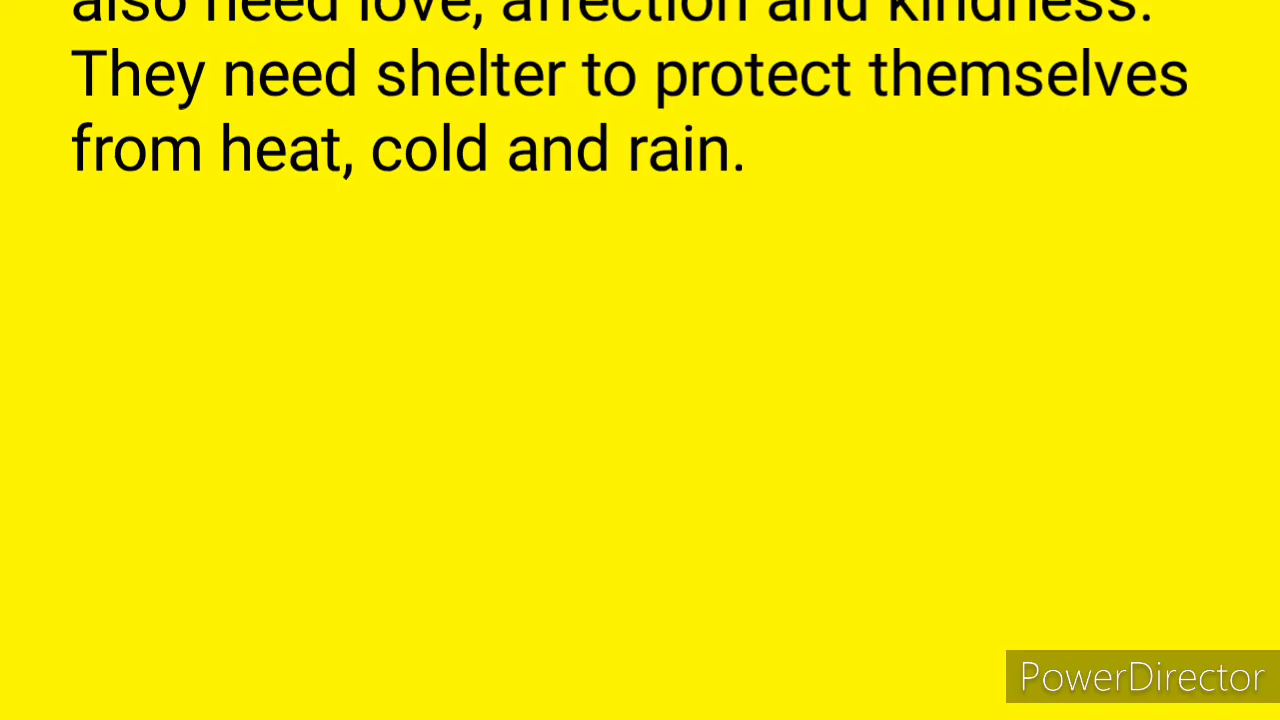 also need love, affection and kindness.
They need shelter to protect themselves
from heat, cold and rain.
PowerDirector